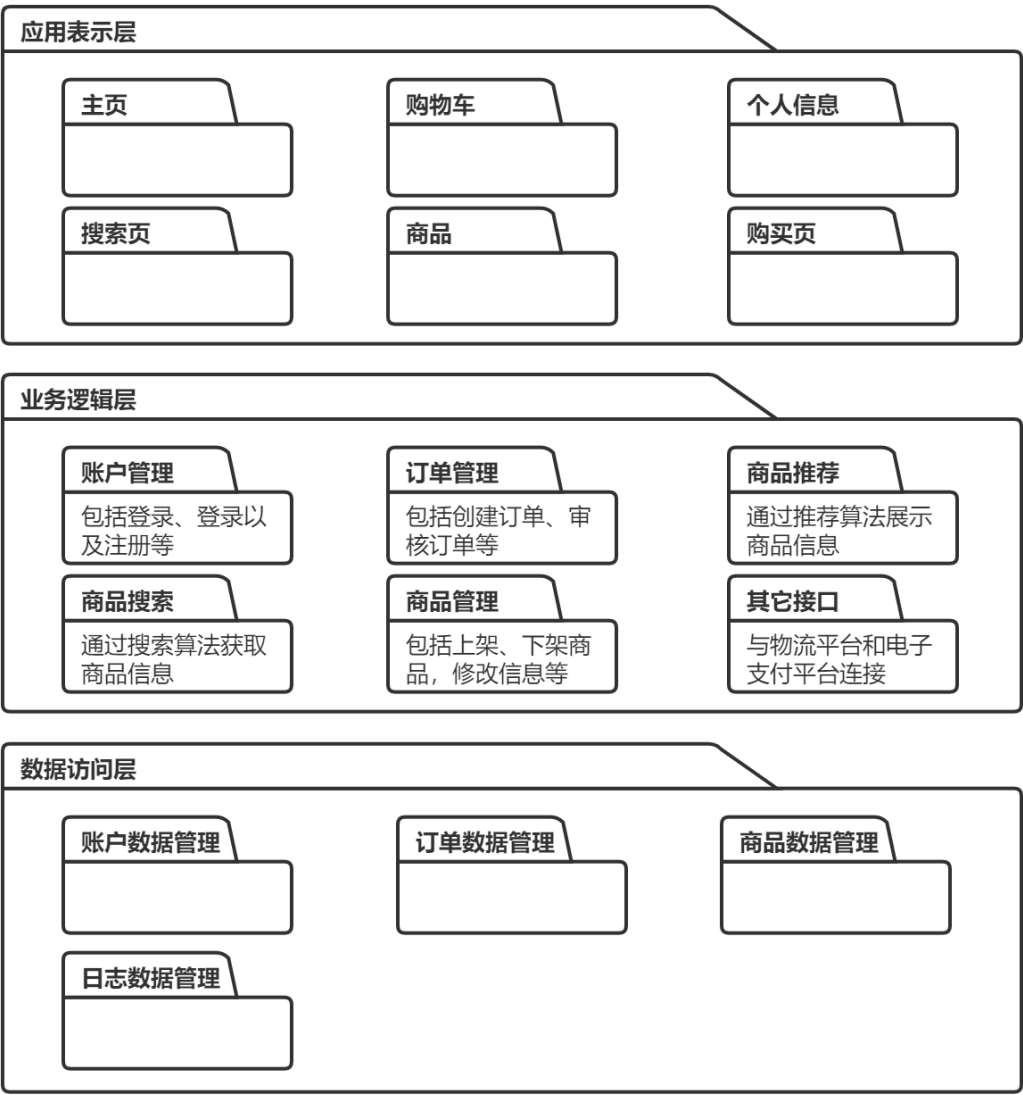 应用表示层
主页
购物车
个人信息
搜索页
商品
购买页
业务逻辑层
账户管理
包括登录、登录以
及注册等
订单管理
包括创建订单、审
核订单等
商品推荐
通过推荐算法展示
商品信息
商品搜索
通过搜索算法获取
商品信息
商品管理
包括上架、下架商
品，修改信息等
其它接口
与物流平台和电子
支付平台连接
数据访问层
账户数据管理
订单数据管理
商品数据管理
日志数据管理